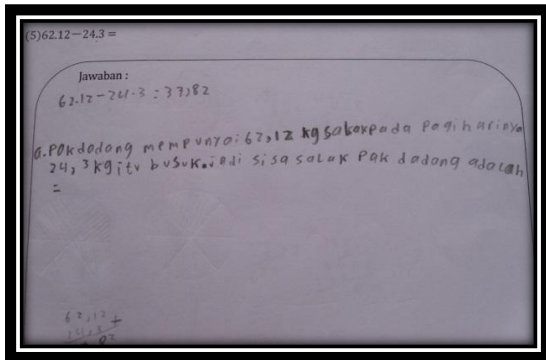 (5)62.12−24.3 =
Jawaban :
62.12-24.3 = 37,82
6. Pak dodong mempunyai 62,12 kg salak pada pagi harinya
24,3 kg itu busuk. jadi sisa salak pak dadang adalah
=
62,12
24,3